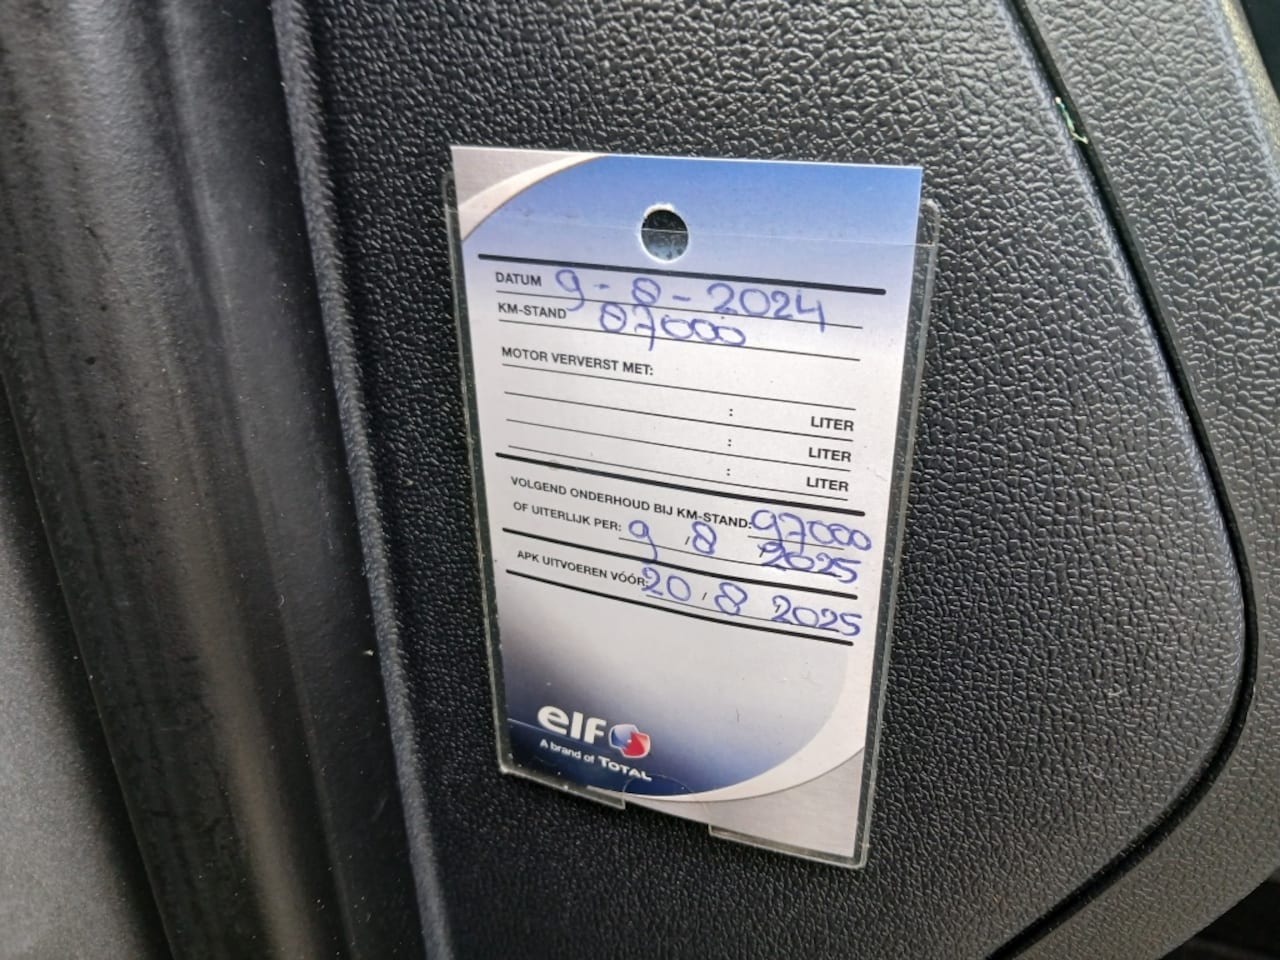 DATUM 9-8-2024
KM-STAND 87000
MOTOR VERVERST MET:
: LITER
: LITER
: LITER
VOLGEND ONDERHOUD BIJ KM-STAND: 97000
OF UITERLIJK PER: 9 / 8 / 2025
APK UITVOEREN VÓÓR: 20 / 8 2025
elf
A brand of TOTAL